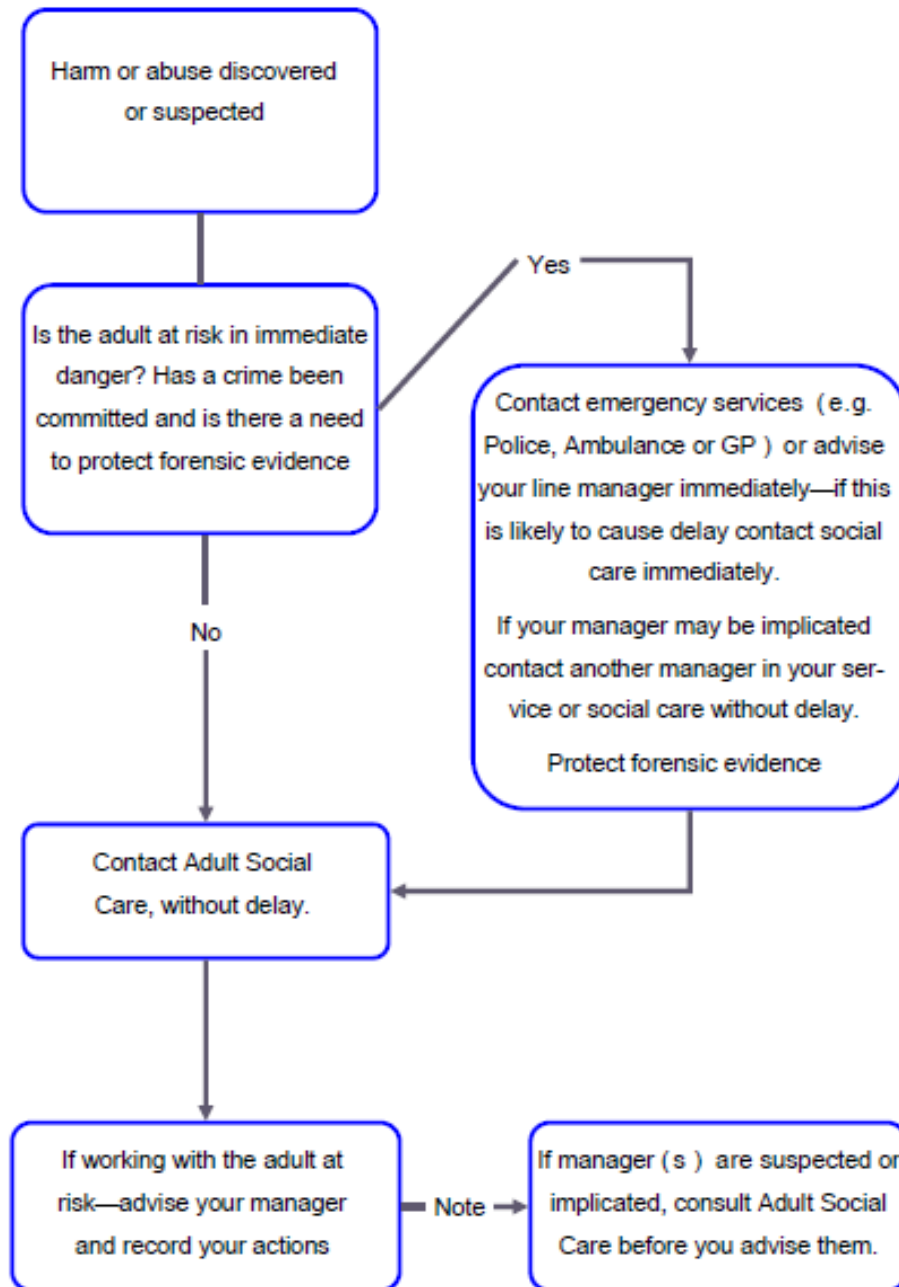 Harm or abuse discovered
or suspected
Is the adult at risk in immediate
danger? Has a crime been
committed and is there a need
to protect forensic evidence
Yes
Contact emergency services ( e.g.
Police, Ambulance or GP ) or advise
your line manager immediately—if this
is likely to cause delay contact social
care immediately.
If your manager may be implicated
contact another manager in your ser-
vice or social care without delay.
Protect forensic evidence
No
Contact Adult Social
Care, without delay.
If working with the adult at
risk—advise your manager
and record your actions
Note
If manager ( s ) are suspected or
implicated, consult Adult Social
Care before you advise them.